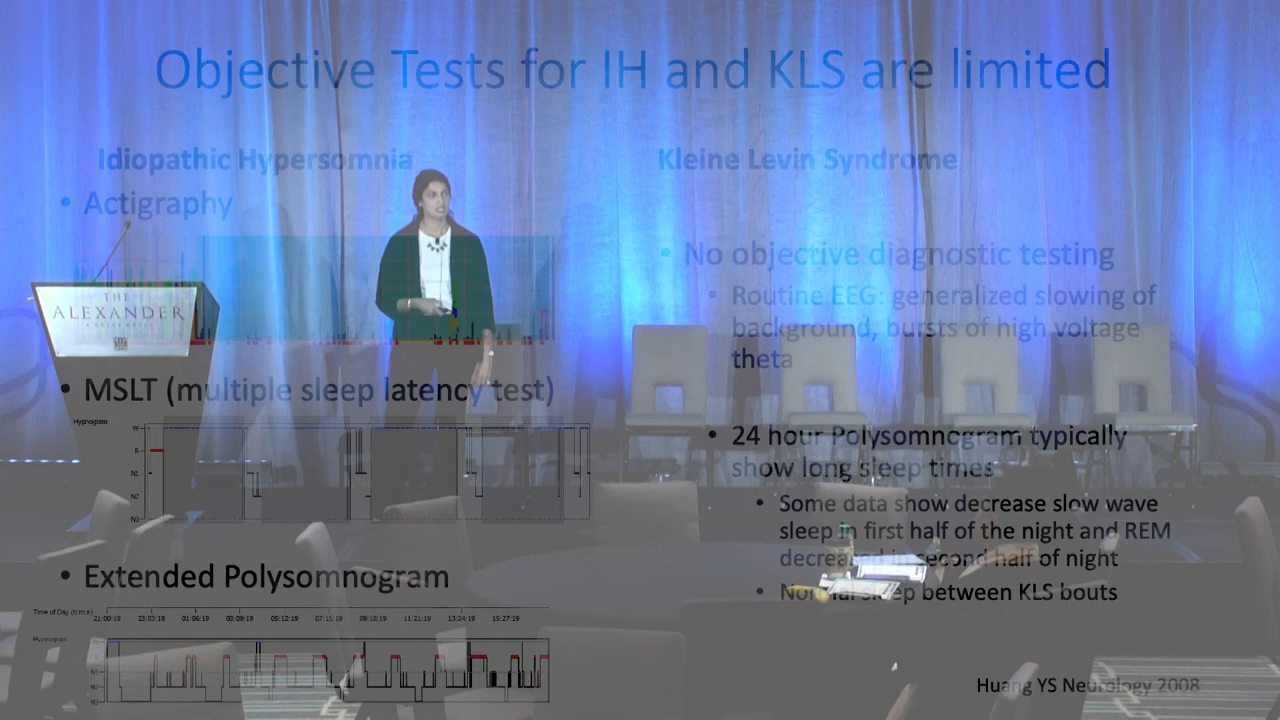 Objective Tests for IH and KLS are limited
Idiopathic Hypersomnia
• Actigraphy
THE
ALEXANDER
• MSLT (multiple sleep latency test)
Hypnogram
W
R
N1
N2
N3
• Extended Polysomnogram
Time of Day (h:m:s)
21:00:19 23:03:19 01:06:19 03:09:19 05:12:19 07:15:19 09:18:19 11:21:19 13:24:19 15:27:19
Hypnogram
Kleine Levin Syndrome
• No objective diagnostic testing
• Routine EEG: generalized slowing of
background, bursts of high voltage
theta
• 24 hour Polysomnogram typically
show long sleep times
• Some data show decrease slow wave
sleep in first half of the night and REM
decreased in second half of night
• Normal sleep between KLS bouts
Huang YS Neurology 2008